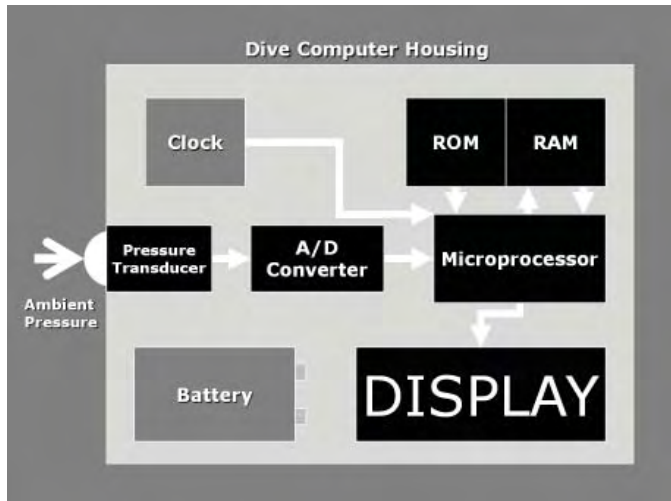 Dive Computer Housing
Clock
ROM
RAM
Pressure
Transducer
A/D
Converter
Microprocessor
Ambient
Pressure
Battery
DISPLAY